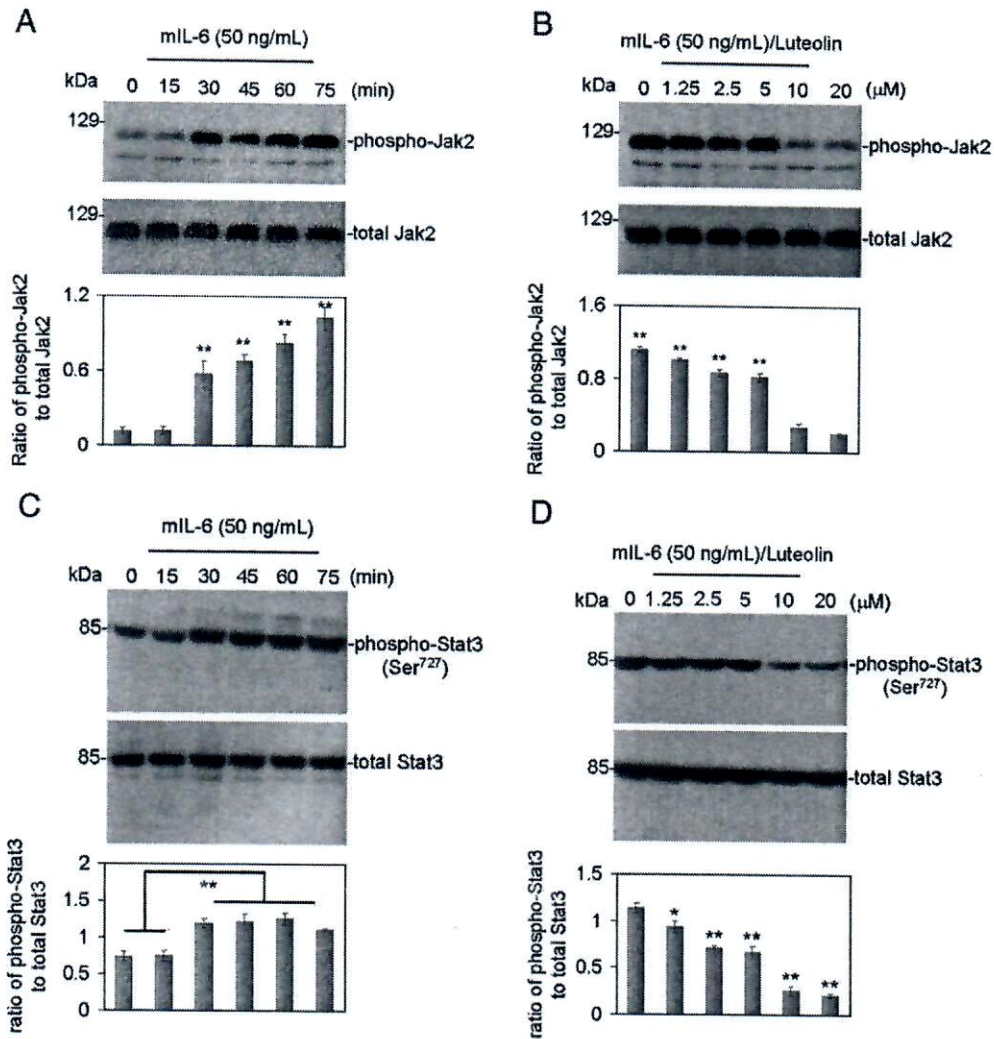 A
mIL-6 (50 ng/mL)
kDa 0 15 30 45 60 75 (min)
129-
-phospho-Jak2
129-
-total Jak2
Ratio of phospho-Jak2
to total Jak2
1.2
0.6
0
** ** ** **
B
mIL-6 (50 ng/mL)/Luteolin
kDa 0 1.25 2.5 5 10 20 (μM)
129-
-phospho-Jak2
129-
-total Jak2
Ratio of phospho-Jak2
to total Jak2
1.6
0.8
0
** ** ** **
C
mIL-6 (50 ng/mL)
kDa 0 15 30 45 60 75 (min)
85-
-phospho-Stat3
(Ser⁷²⁷)
85-
-total Stat3
ratio of phospho-Stat3
to total Stat3
2
1.5
1
0.5
0
**
D
mIL-6 (50 ng/mL)/Luteolin
kDa 0 1.25 2.5 5 10 20 (μM)
85-
-phospho-Stat3
(Ser⁷²⁷)
85-
-total Stat3
ratio of phospho-Stat3
to total Stat3
1.5
1
0.5
0
* ** ** ** **